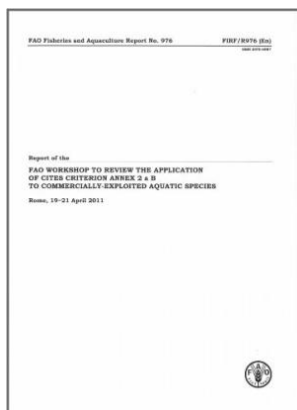 FAO Fisheries and Aquaculture Report No. 976
FIRF/R976 (En)
Report of the
FAO WORKSHOP TO REVIEW THE APPLICATION
OF CITES CRITERION ANNEX 2 a B
TO COMMERCIALLY-EXPLOITED AQUATIC SPECIES
Rome, 19–21 April 2011